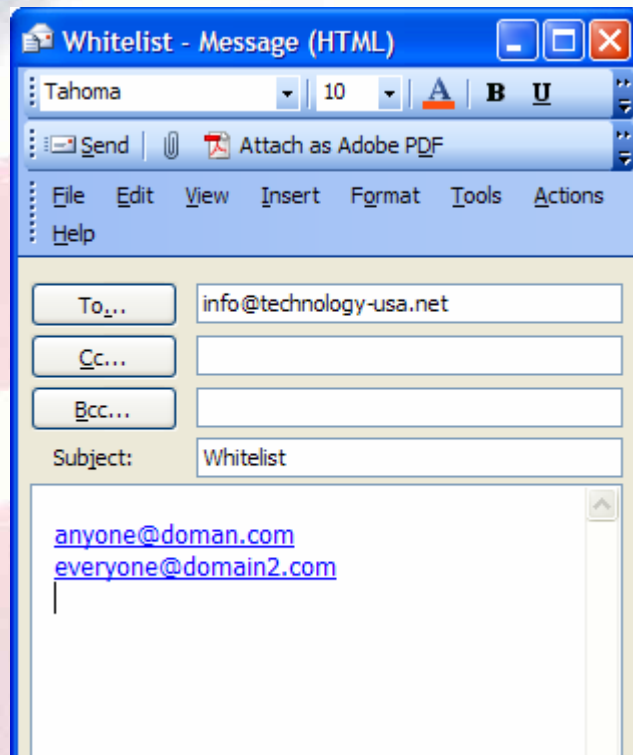 Whitelist - Message (HTML)
Tahoma 10 A B U
Send Attach as Adobe PDF
File Edit View Insert Format Tools Actions
Help
To... info@technology-usa.net
Cc...
Bcc...
Subject: Whitelist
anyone@doman.com
everyone@domain2.com